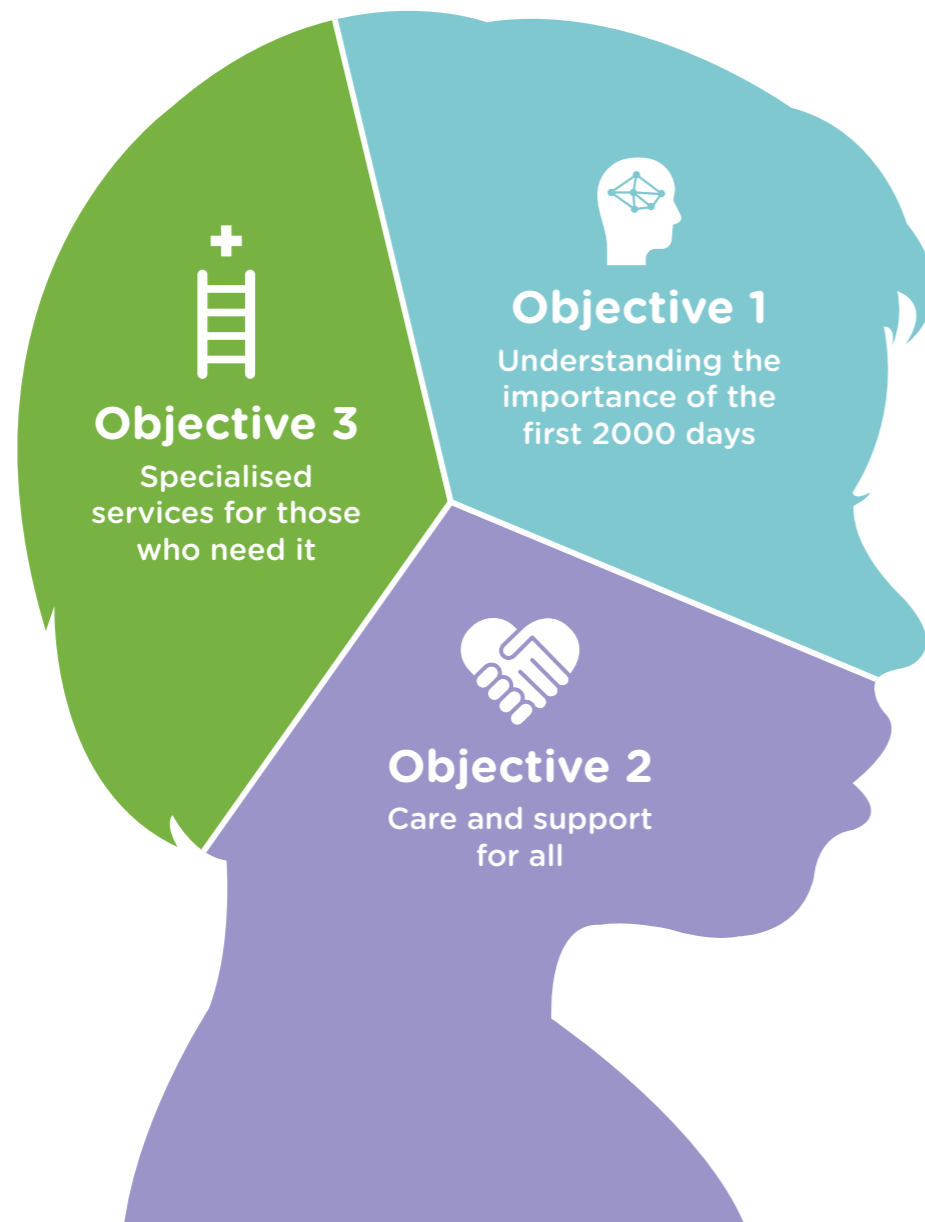 Objective 1
Understanding the
importance of the
first 2000 days
Objective 2
Care and support
for all
Objective 3
Specialised
services for those
who need it